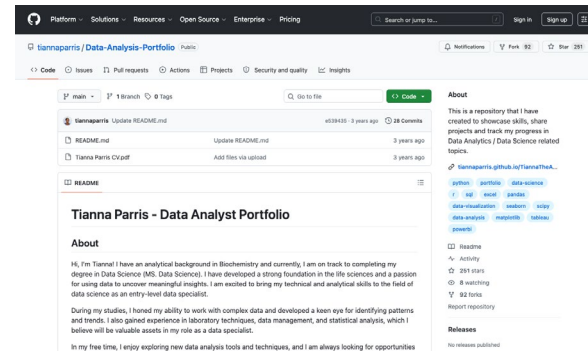 Platform Solutions Resources Open Source Enterprise Pricing
Search or jump to...
Sign in
Sign up
tiannaparris / Data-Analysis-Portfolio Public
Notifications
Fork 92
Star 251
Code Issues Pull requests Actions Projects Security and quality Insights
main 1 Branch 0 Tags
Go to file
Code
tiannaparris Update README.md
3 years ago
28 Commits
README.md Update README.md 3 years ago
Tianna Parris CV.pdf Add files via upload 3 years ago
README
Tianna Parris - Data Analyst Portfolio
About
Hi, I'm Tianna! I have an analytical background in Biochemistry and currently, I am on track to completing my
degree in Data Science (MS. Data Science). I have developed a strong foundation in the life sciences and a passion
for using data to uncover meaningful insights. I am excited to bring my technical and analytical skills to the field of
data science as an entry-level data specialist.
During my studies, I honed my ability to work with complex data and developed a keen eye for identifying patterns
and trends. I also gained experience in laboratory techniques, data management, and statistical analysis, which I
believe will be valuable assets in my role as a data specialist.
In my free time, I enjoy exploring new data analysis tools and techniques, and I am always looking for opportunities
About
This is a repository that I have
created to showcase skills, share
projects and track my progress in
Data Analytics / Data Science related
topics.
tiannaparris.github.io/TiannaTheA...
python portfolio data-science
r sql excel pandas
data-visualization seaborn scipy
data-analysis matplotlib tableau
powerbi
Readme
Activity
251 stars
8 watching
92 forks
Report repository
Releases
No releases published